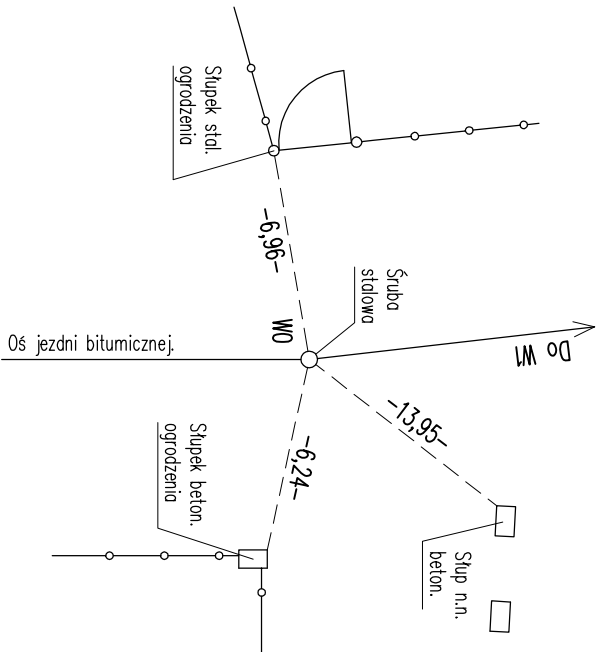 Słupek stal.
ogrodzenia
-6,96-
Śruba
stalowa
W0
Do W1
Oś jezdni bitumicznej.
-13,95-
-6,24-
Słupek beton.
ogrodzenia
Słup n.n.
beton.